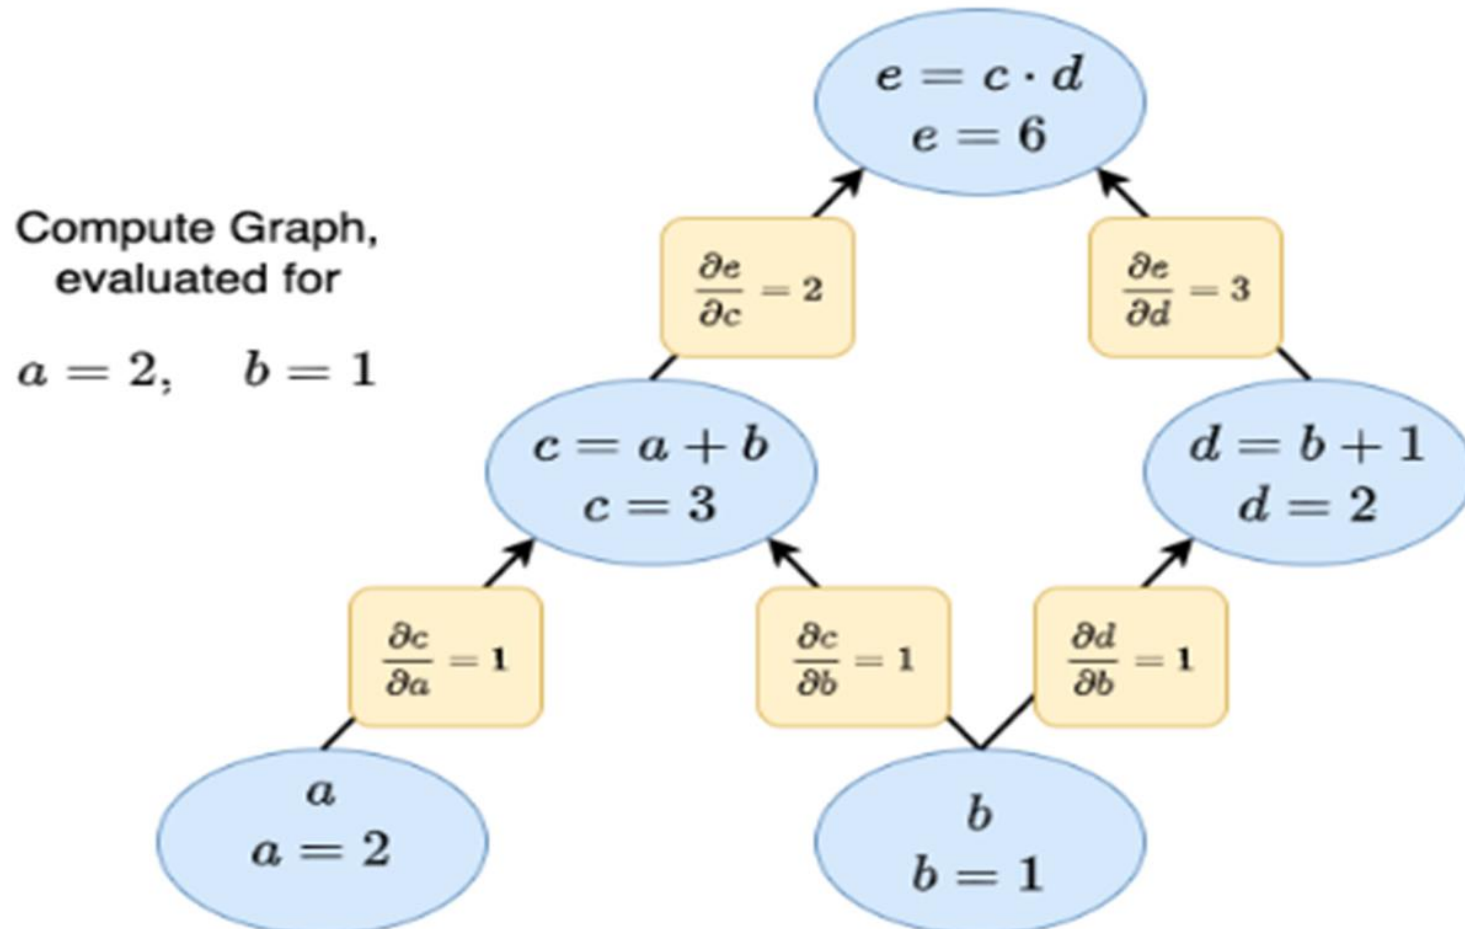 e = c · d
e = 6
Compute Graph,
evaluated for
a = 2, b = 1
∂e/∂c = 2
∂e/∂d = 3
c = a + b
c = 3
d = b + 1
d = 2
∂c/∂a = 1
∂c/∂b = 1
∂d/∂b = 1
a
a = 2
b
b = 1